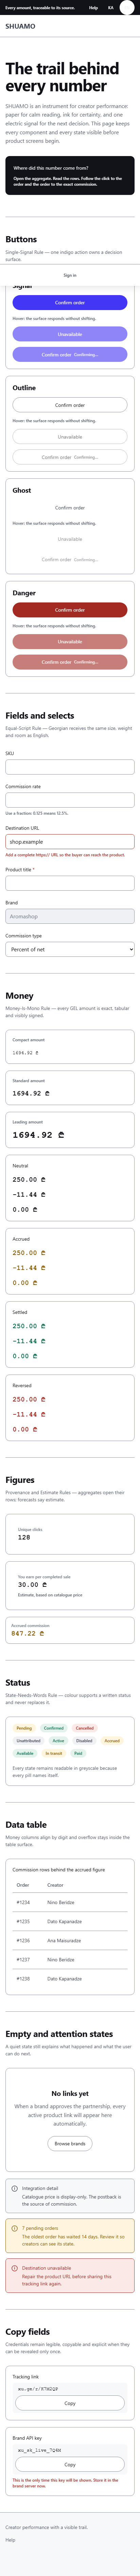 Every amount, traceable to its source.
Help
KA
SHUAMO
The trail behind
every number
SHUAMO is an instrument for creator performance
paper for calm reading, ink for certainty, and one
indigo signal for the next decision. This page keeps
every component and every state visible before
product screens begin.
Where did this number come from?
Open the aggregate. Read the rows. Follow the click to the
order and the order to the exact commission.
Buttons
Single-Signal Rule — one indigo action owns a decision
surface.
Sign in
Signal
Confirm order
Hover: the surface responds without shifting.
Unavailable
Confirm order Confirming…
Outline
Confirm order
Hover: the surface responds without shifting.
Unavailable
Confirm order Confirming…
Ghost
Confirm order
Hover: the surface responds without shifting.
Unavailable
Confirm order Confirming…
Danger
Confirm order
Hover: the surface responds without shifting.
Unavailable
Confirm order Confirming…
Fields and selects
Equal-Script Rule — Georgian receives the same size, weight
and room as English.
SKU
Commission rate
Use a fraction: 0.125 means 12.5%.
Destination URL
shop.example
Add a complete https:// URL so the buyer can reach the product.
Product title *
Brand
Aromashop
Commission type
Percent of net
Money
Money-Is-Mono Rule — every GEL amount is exact, tabular
and visibly signed.
Compact amount
1694.92 ₾
Standard amount
1694.92 ₾
Leading amount
1694.92 ₾
Neutral
250.00 ₾
-11.44 ₾
0.00 ₾
Accrued
250.00 ₾
-11.44 ₾
0.00 ₾
Settled
250.00 ₾
-11.44 ₾
0.00 ₾
Reversed
250.00 ₾
-11.44 ₾
0.00 ₾
Figures
Provenance and Estimate Rules — aggregates open their
rows; forecasts say estimate.
Unique clicks
128
You earn per completed sale
30.00 ₾
Estimate, based on catalogue price
Accrued commission
847.22 ₾
Status
State-Needs-Words Rule — colour supports a written status
and never replaces it.
Pending
Confirmed
Cancelled
Unattributed
Active
Disabled
Accrued
Available
In transit
Paid
Every state remains readable in greyscale because
every pill names itself.
Data table
Money columns align by digit and overflow stays inside the
table surface.
Commission rows behind the accrued figure
Order
Creator
#1234
Nino Beridze
#1235
Dato Kapanadze
#1236
Ana Maisuradze
#1237
Nino Beridze
#1238
Dato Kapanadze
Empty and attention states
A quiet state still explains what happened and what the user
can do next.
No links yet
When a brand approves the partnership, every
active product link will appear here
automatically.
Browse brands
Integration detail
Catalogue price is display-only. The postback is
the source of commission.
7 pending orders
The oldest order has waited 14 days. Review it so
creators can see its state.
Destination unavailable
Repair the product URL before sharing this
tracking link again.
Copy fields
Credentials remain legible, copyable and explicit when they
can be revealed only once.
Tracking link
Copy
Brand API key
Copy
This is the only time this key will be shown. Store it in the
brand server now.
Creator performance with a visible trail.
Help